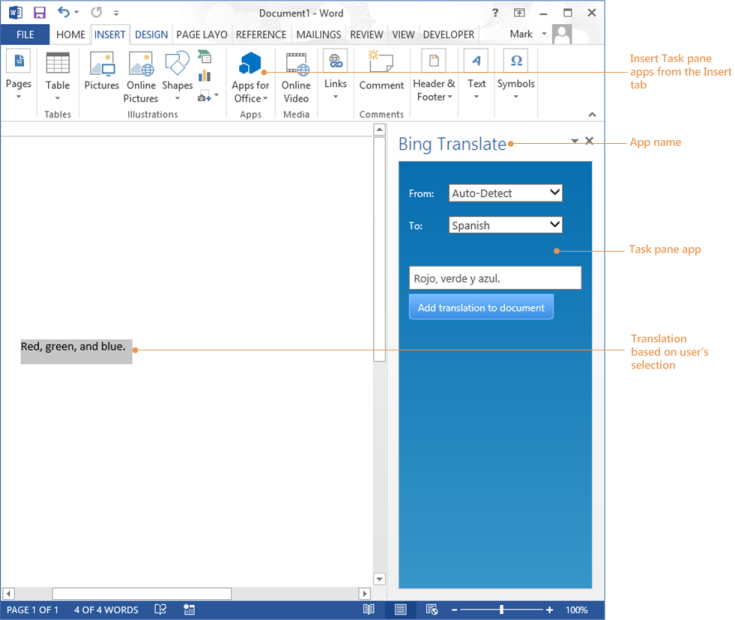 Document1 - Word
?
FILE HOME INSERT DESIGN PAGE LAYO REFERENCE MAILINGS REVIEW VIEW DEVELOPER Mark
Pages
Table
Pictures
Online
Pictures
Shapes
Apps for
Office
Online
Video
Links
Comment
Header &
Footer
Text
Symbols
Tables
Illustrations
Apps
Media
Comments
Insert Task pane
apps from the Insert
tab
Bing Translate
App name
From: Auto-Detect
To: Spanish
Task pane app
Rojo, verde y azul.
Add translation to document
Red, green, and blue.
Translation
based on user's
selection
PAGE 1 OF 1 4 OF 4 WORDS 100%